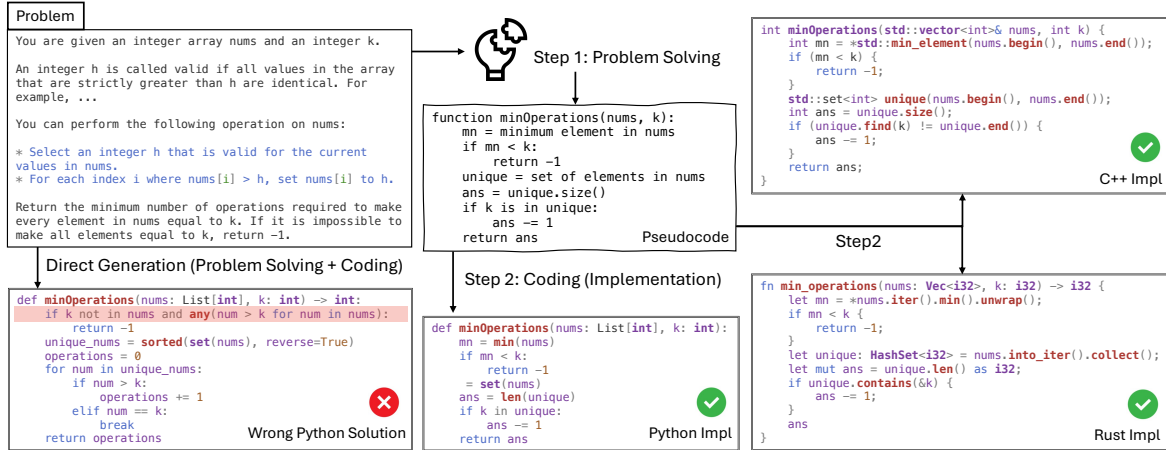 Problem
You are given an integer array nums and an integer k.
An integer h is called valid if all values in the array
that are strictly greater than h are identical. For
example, ...
You can perform the following operation on nums:
* Select an integer h that is valid for the current
values in nums.
* For each index i where nums[i] > h, set nums[i] to h.
Return the minimum number of operations required to make
every element in nums equal to k. If it is impossible to
make all elements equal to k, return -1.
Direct Generation (Problem Solving + Coding)
def minOperations(nums: List[int], k: int) -> int:
    if k not in nums and any(num > k for num in nums):
        return -1
    unique_nums = sorted(set(nums), reverse=True)
    operations = 0
    for num in unique_nums:
        if num > k:
            operations += 1
        elif num == k:
            break
    return operations
Wrong Python Solution
Step 1: Problem Solving
function minOperations(nums, k):
    mn = minimum element in nums
    if mn < k:
        return -1
    unique = set of elements in nums
    ans = unique.size()
    if k is in unique:
        ans -= 1
    return ans
Pseudocode
Step 2: Coding (Implementation)
def minOperations(nums: List[int], k: int):
    mn = min(nums)
    if mn < k:
        return -1
     = set(nums)
    ans = len(unique)
    if k in unique:
        ans -= 1
    return ans
Python Impl
Step2
int minOperations(std::vector<int>& nums, int k) {
    int mn = *std::min_element(nums.begin(), nums.end());
    if (mn < k) {
        return -1;
    }
    std::set<int> unique(nums.begin(), nums.end());
    int ans = unique.size();
    if (unique.find(k) != unique.end()) {
        ans -= 1;
    }
    return ans;
}
C++ Impl
fn min_operations(nums: Vec<i32>, k: i32) -> i32 {
    let mn = *nums.iter().min().unwrap();
    if mn < k {
        return -1;
    }
    let unique: HashSet<i32> = nums.into_iter().collect();
    let mut ans = unique.len() as i32;
    if unique.contains(&k) {
        ans -= 1;
    }
    ans
}
Rust Impl